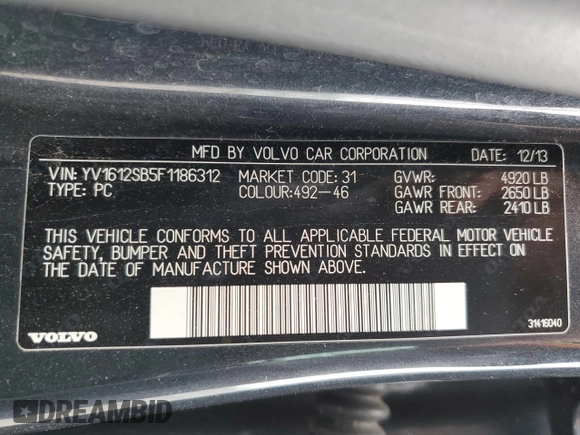 MFD BY VOLVO CAR CORPORATION DATE: 12/13
VIN: YV1612SB5F1186312 MARKET CODE: 31 GVWR: 4920 LB
TYPE: PC COLOUR:492-46 GAWR FRONT: 2650 LB
GAWR REAR: 2410 LB
THIS VEHICLE CONFORMS TO ALL APPLICABLE FEDERAL MOTOR VEHICLE
SAFETY, BUMPER AND THEFT PREVENTION STANDARDS IN EFFECT ON
THE DATE OF MANUFACTURE SHOWN ABOVE.
VOLVO 31416040
DREAMBID